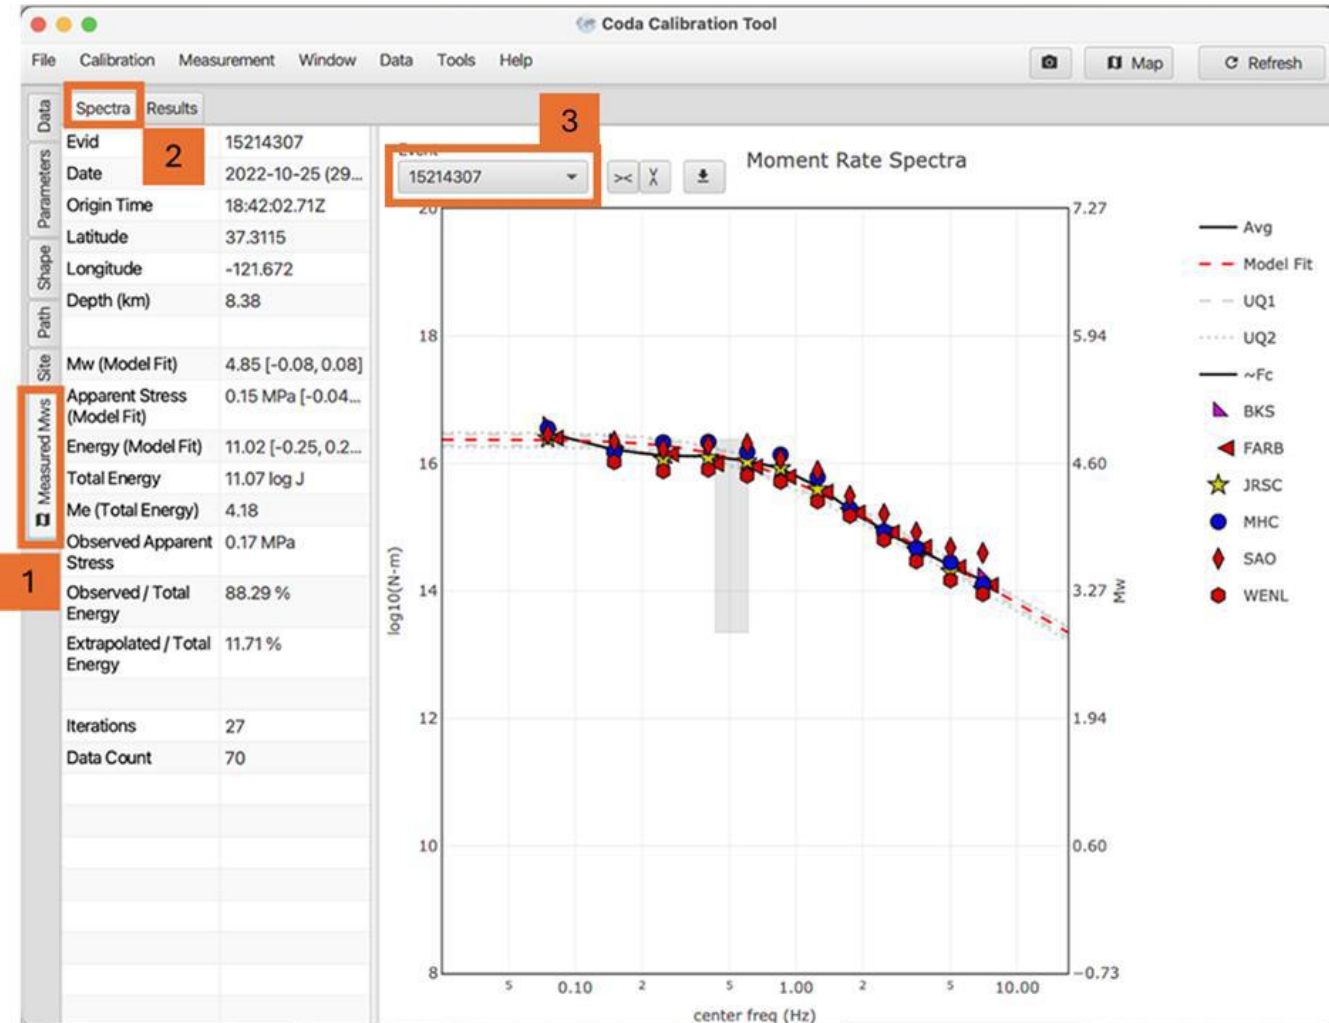 Coda Calibration Tool
File Calibration Measurement Window Data Tools Help
Map
Refresh
Data
Parameters
Shape
Path
Site
Measured Mws
1
Spectra Results
2
3
Evid 15214307
Date 2022-10-25 (29...
Origin Time 18:42:02.71Z
Latitude 37.3115
Longitude -121.672
Depth (km) 8.38
Mw (Model Fit) 4.85 [-0.08, 0.08]
Apparent Stress 0.15 MPa [-0.04...
(Model Fit)
Energy (Model Fit) 11.02 [-0.25, 0.2...
Total Energy 11.07 log J
Me (Total Energy) 4.18
Observed Apparent 0.17 MPa
Stress
Observed / Total 88.29 %
Energy
Extrapolated / Total 11.71 %
Energy
Iterations 27
Data Count 70
Event
15214307
Moment Rate Spectra
20
18
16
14
12
10
8
log10(N-m)
7.27
5.94
4.60
3.27
1.94
0.60
−0.73
Mw
5 0.10 2 5 1.00 2 5 10.00
center freq (Hz)
Avg
Model Fit
UQ1
UQ2
~Fc
BKS
FARB
JRSC
MHC
SAO
WENL